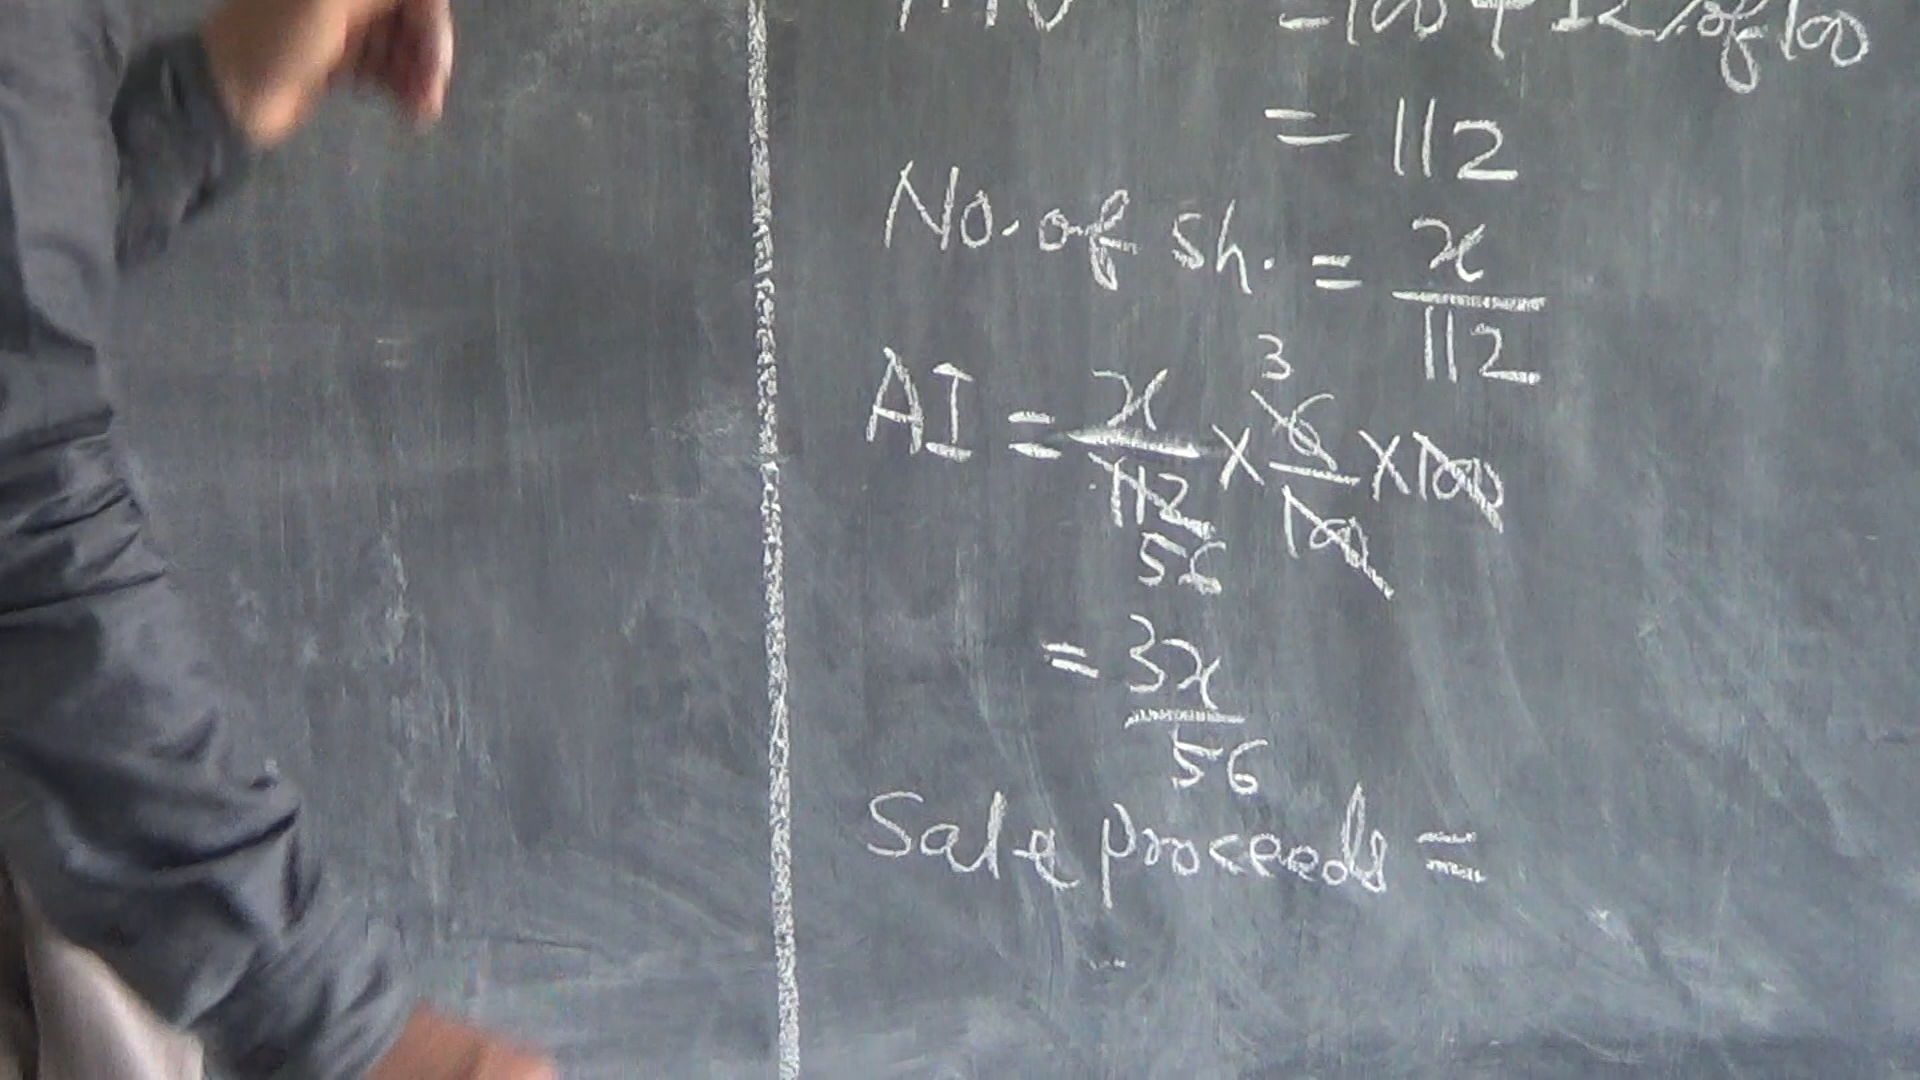 = 100 + 12% of 100
= 112
No. of sh. = x/112
AI = x/112 × 6/100 × 100
3
56
= 3x/56
Sale proceeds =